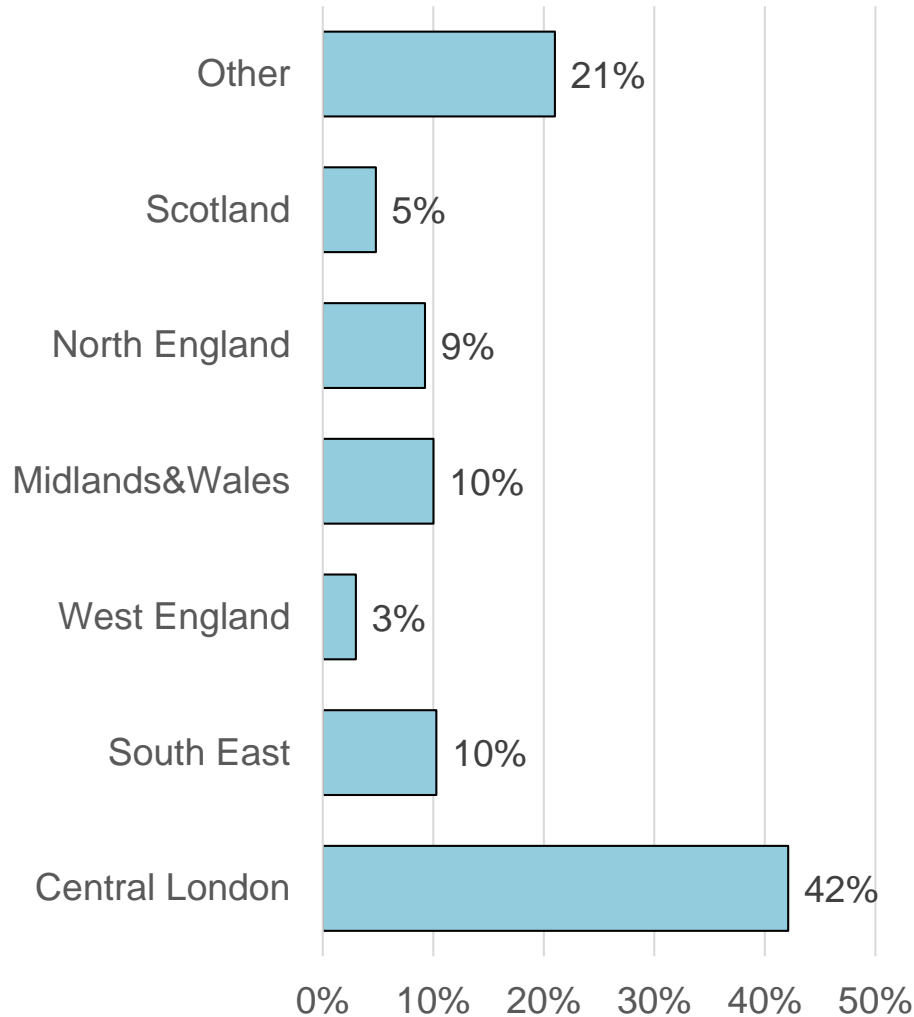 Other 21%
Scotland 5%
North England 9%
Midlands&Wales 10%
West England 3%
South East 10%
Central London 42%
0% 10% 20% 30% 40% 50%